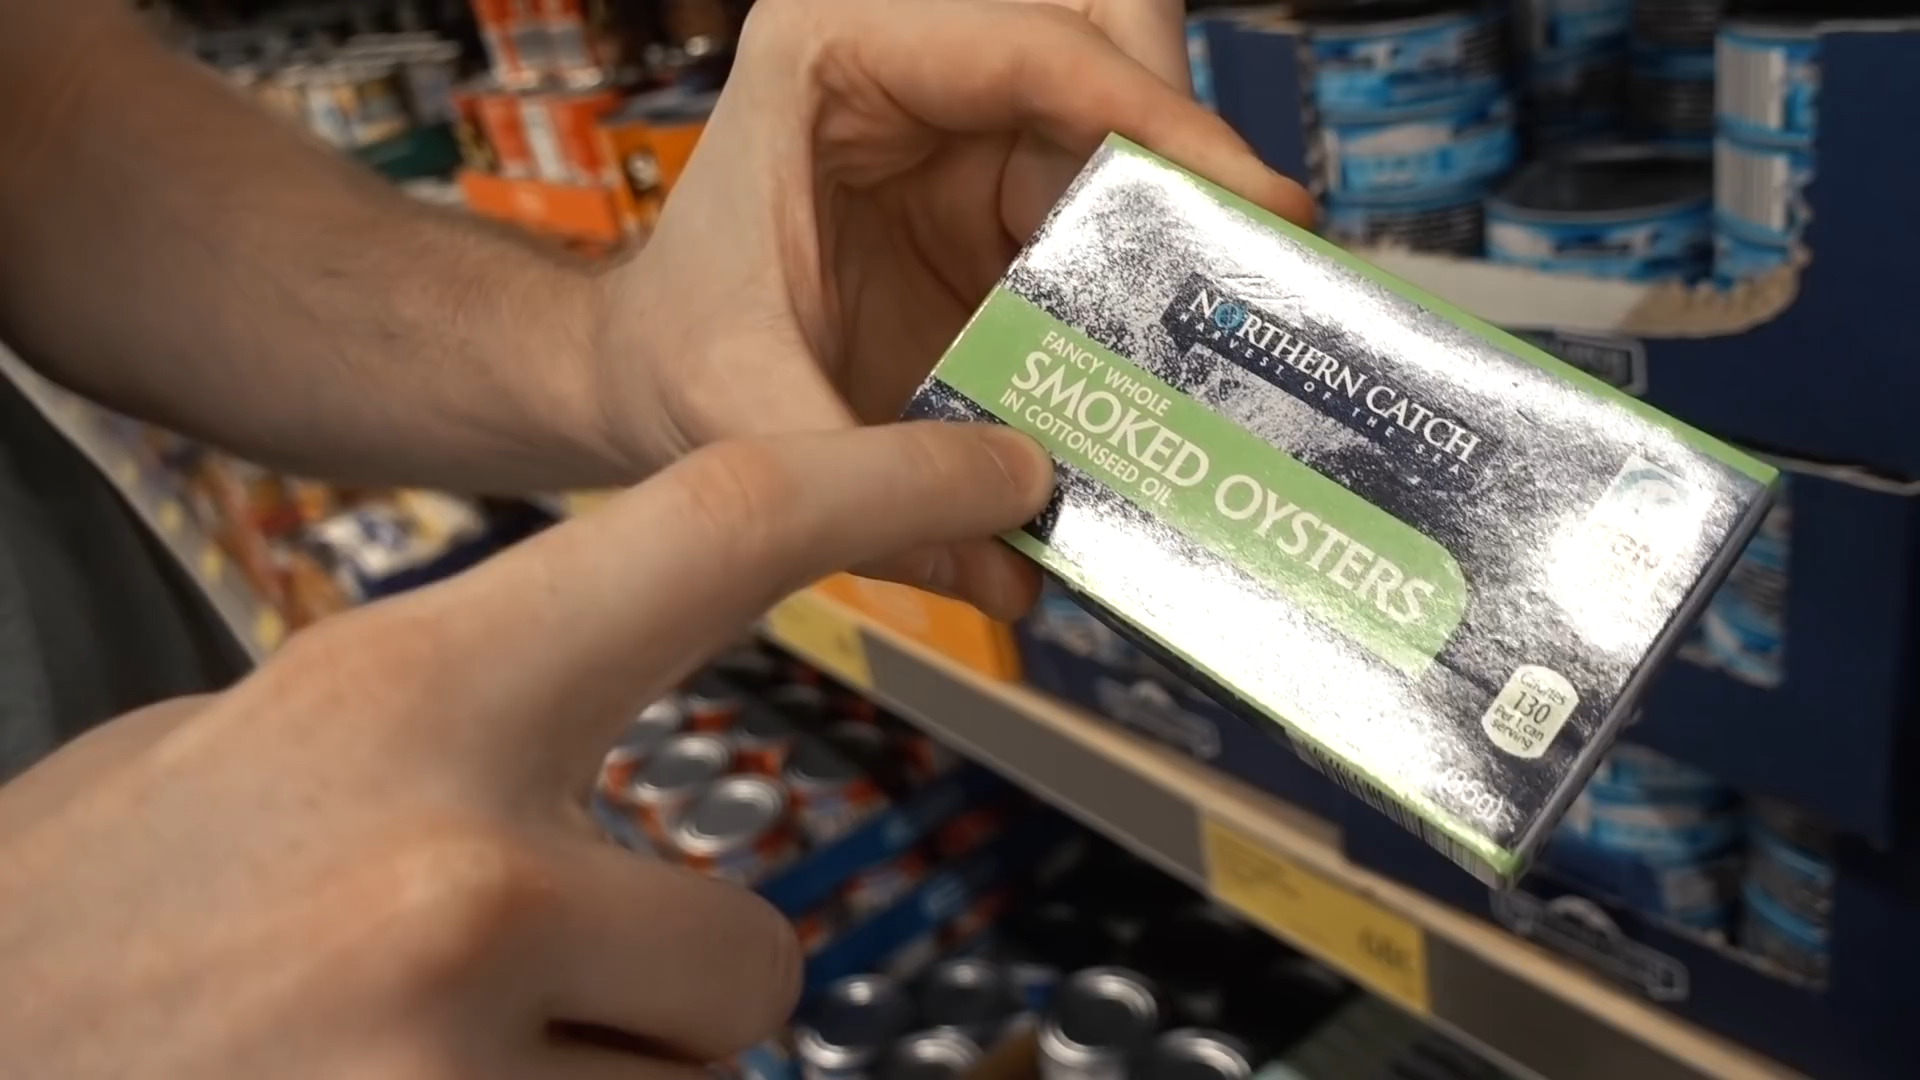 NORTHERN CATCH
HARVEST OF THE SEA
FANCY WHOLE
SMOKED OYSTERS
IN COTTONSEED OIL
Calories
130
Per 1 can
serving
(85g)